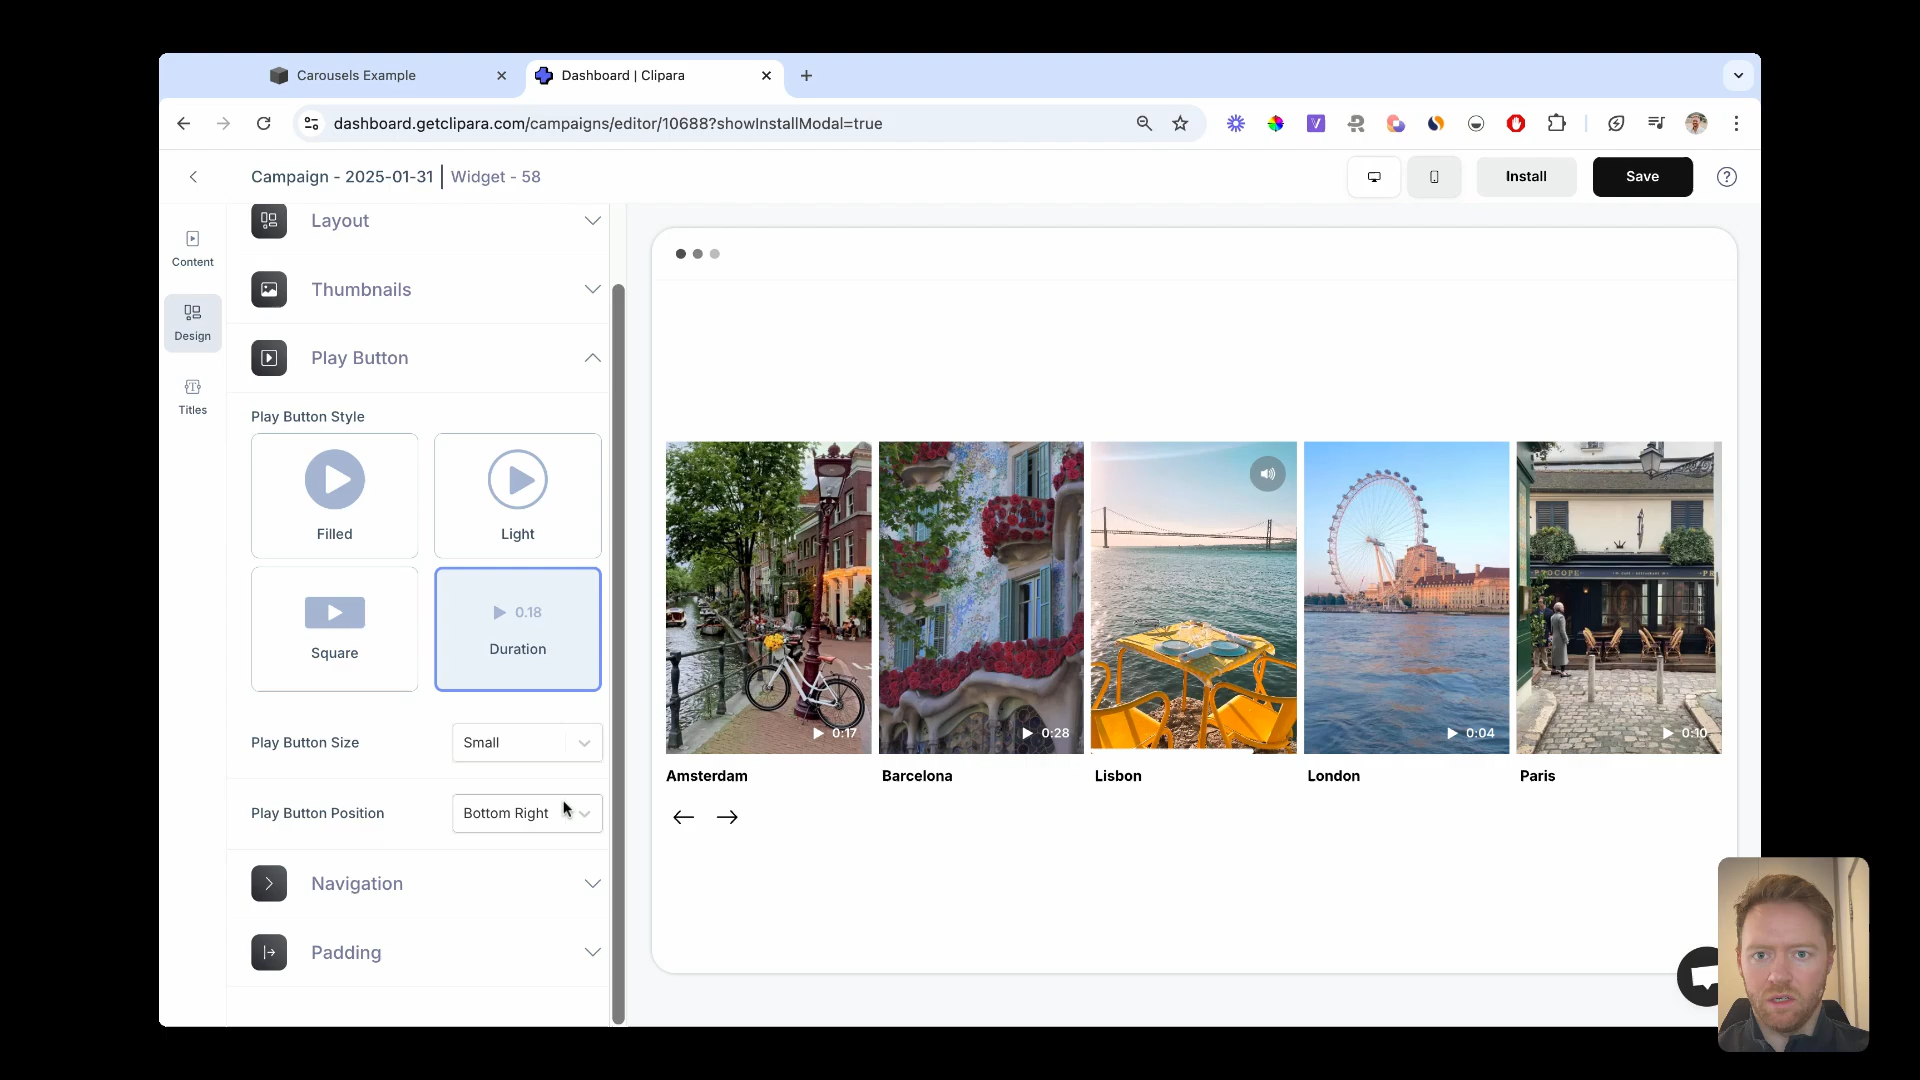 Carousels Example
Dashboard | Clipara
dashboard.getclipara.com/campaigns/editor/10688?showInstallModal=true
Campaign - 2025-01-31 | Widget - 58
Install
Save
Content
Design
Titles
Layout
Thumbnails
Play Button
Play Button Style
Filled
Light
Square
0.18
Duration
Play Button Size
Small
Play Button Position
Bottom Right
Navigation
Padding
0:17
0:28
0:04
0:10
PROCOPE
Amsterdam
Barcelona
Lisbon
London
Paris